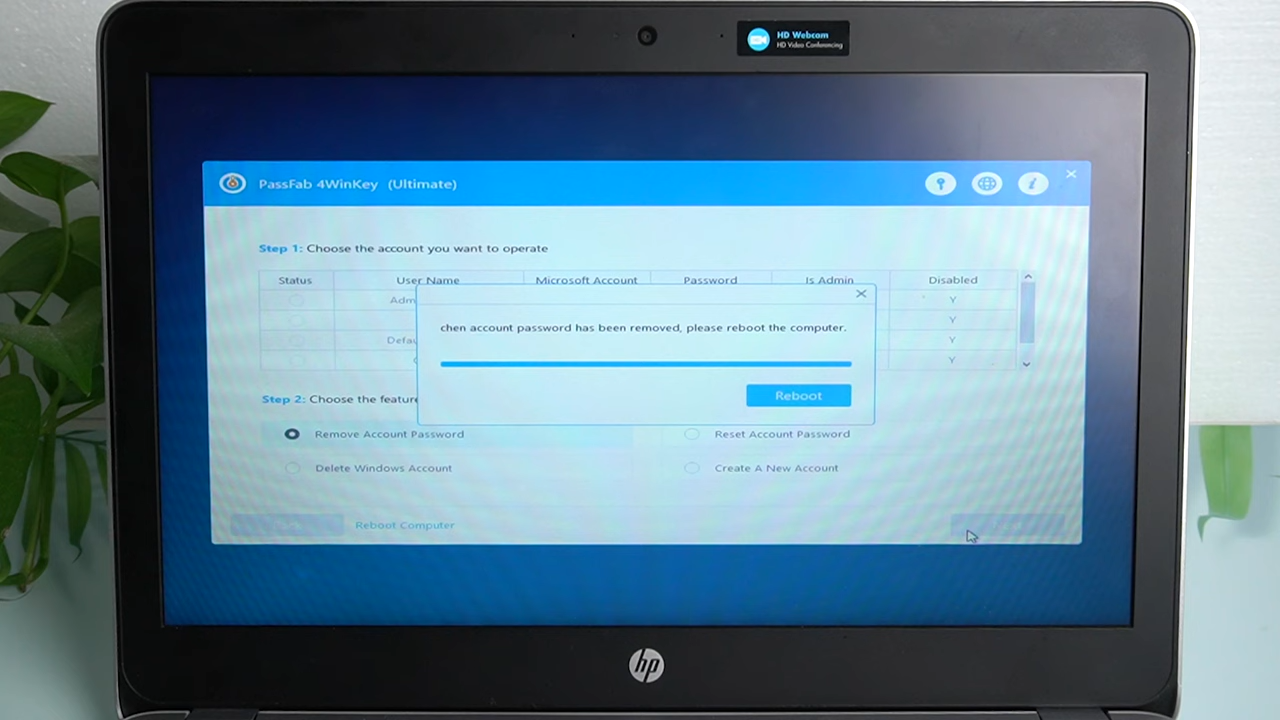 HD Webcam
HD Video Conferencing
PassFab 4WinKey (Ultimate)
Step 1: Choose the account you want to operate
Status User Name Microsoft Account Password Is Admin Disabled
Adm Y
Y
Defau Y
Y
chen account password has been removed, please reboot the computer.
Reboot
Step 2: Choose the feature
Remove Account Password Reset Account Password
Delete Windows Account Create A New Account
Reboot Computer
hp